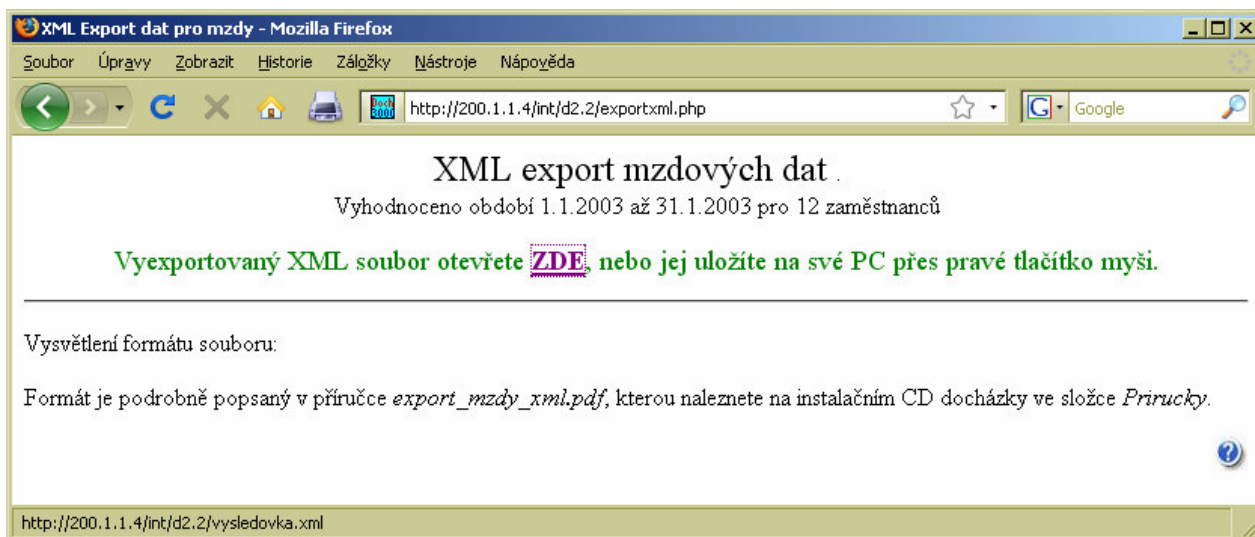 XML Export dat pro mzdy - Mozilla Firefox
Soubor Úpravy Zobrazit Historie Záložky Nástroje Nápověda
Doch 3000 http://200.1.1.4/int/d2.2/exportxml.php G Google
XML export mzdových dat .
Vyhodnoceno období 1.1.2003 až 31.1.2003 pro 12 zaměstnanců
Vyexportovaný XML soubor otevřete ZDE, nebo jej uložíte na své PC přes pravé tlačítko myši.
Vysvětlení formátu souboru:
Formát je podrobně popsaný v příručce export_mzdy_xml.pdf, kterou naleznete na instalačním CD docházky ve složce Prirucky.
?
http://200.1.1.4/int/d2.2/vysledovka.xml